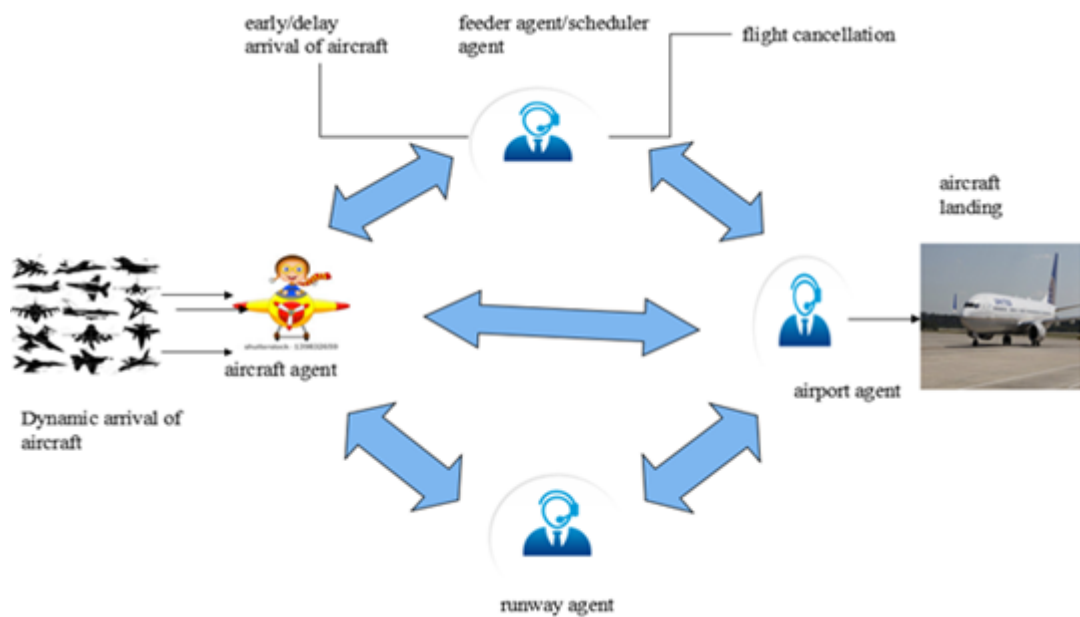 early/delay
arrival of aircraft
feeder agent/scheduler
agent
flight cancellation
aircraft
landing
aircraft agent
airport agent
Dynamic arrival of
aircraft
runway agent